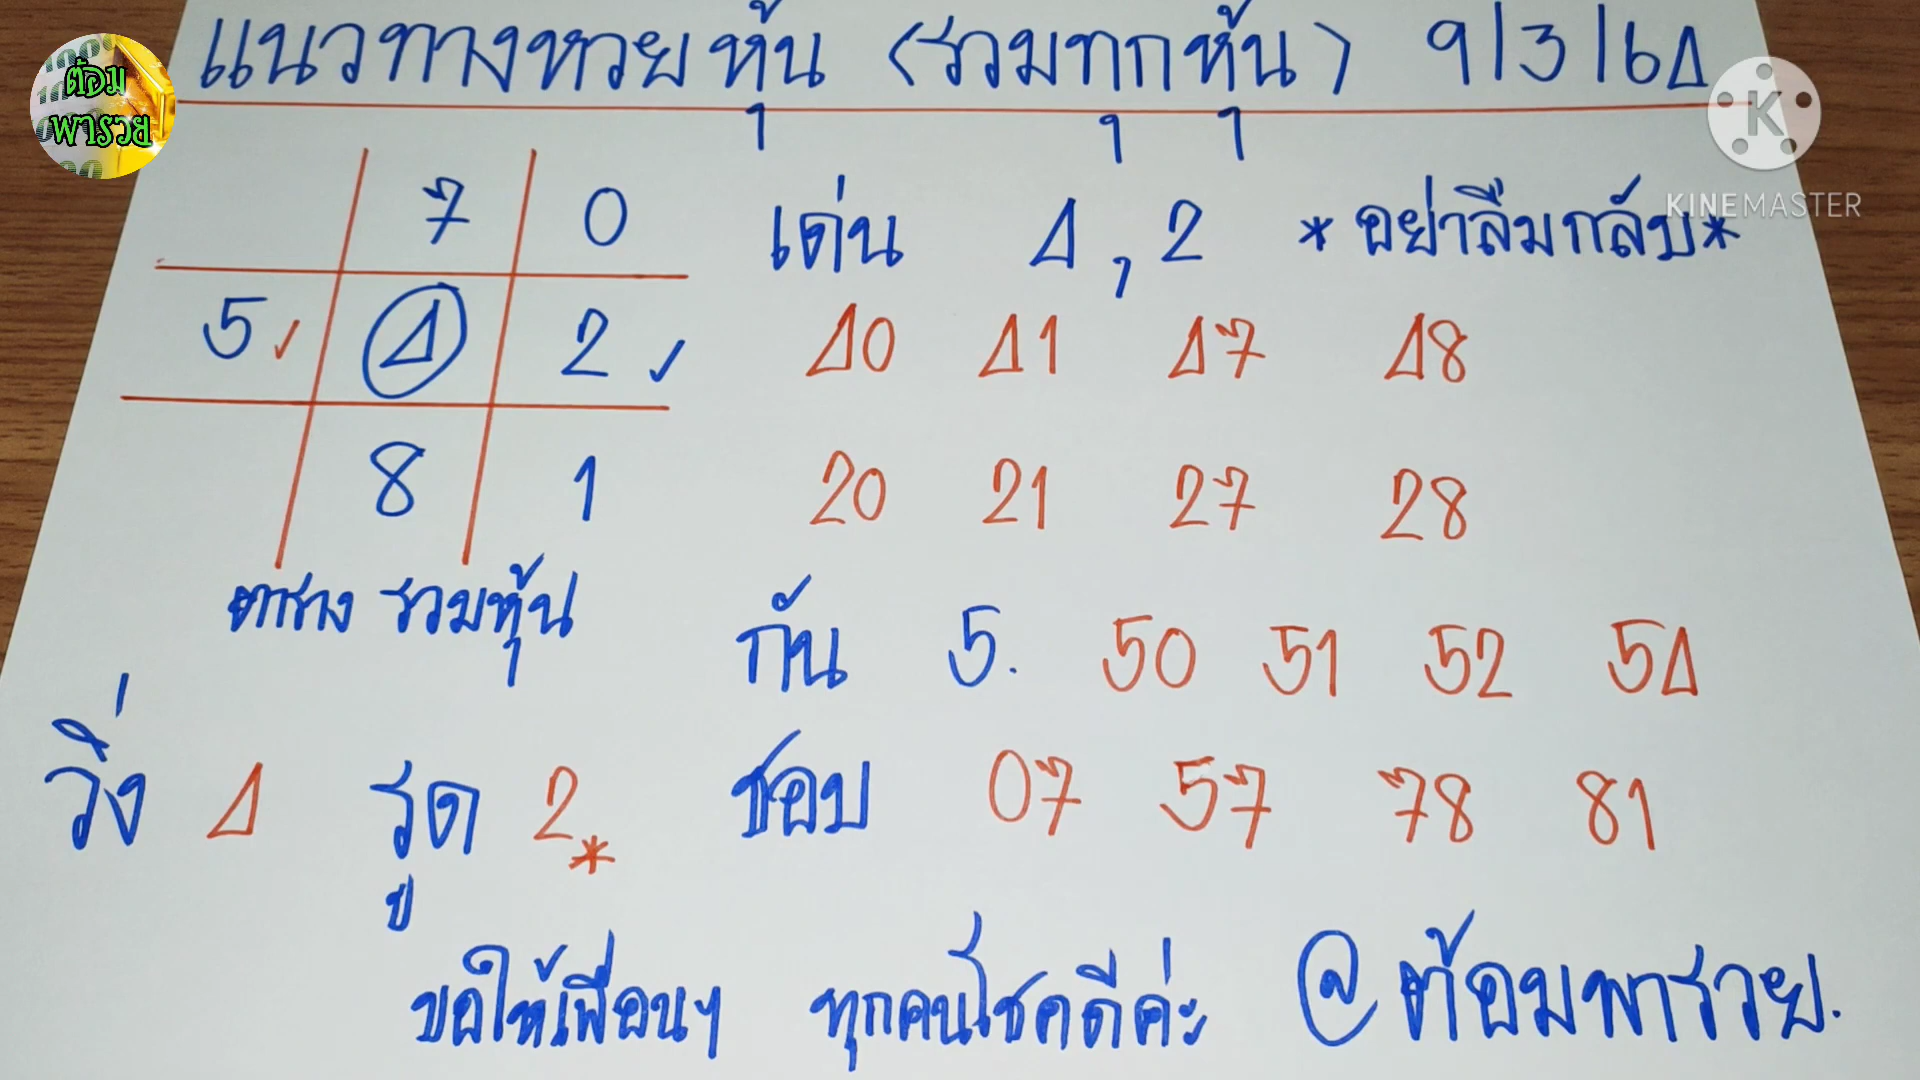 แนวทางหวยหุ้น (รวมทุกหุ้น) 9/3/64
ต้อม
พารวย
K
KINEMASTER
7 0
5 ✓ 4 2 ✓
8 1
ตาราง รวมหุ้น
เด่น 4, 2 *อย่าลืมกลับ*
40 41 47 48
20 21 27 28
กัน 5. 50 51 52 54
วิ่ง 4 รูด 2*
ชอบ 07 57 78 81
ขอให้เพื่อนๆ ทุกคนโชคดีค่ะ @ต้อมพารวย.